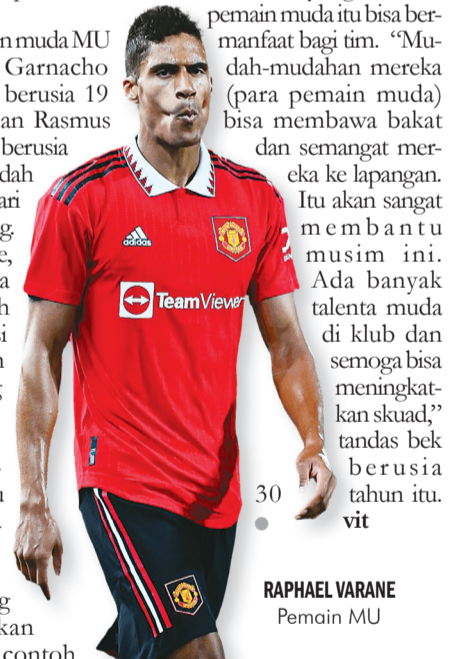 n muda MU
Garnacho
berusia 19
an Rasmus
berusia
dah
ari
g.
e,
a
h
si
n
g
u
g
kan
contoh
pemain muda itu bisa ber-
manfaat bagi tim. “Mu-
dah-mudahan mereka
(para pemain muda)
bisa membawa bakat
dan semangat mer-
eka ke lapangan.
Itu akan sangat
membantu
musim ini.
Ada banyak
talenta muda
di klub dan
semoga bisa
meningkat-
kan skuad,”
tandas bek
berusia
30 tahun itu.
● vit
adidas
TeamViewer
RAPHAEL VARANE
Pemain MU